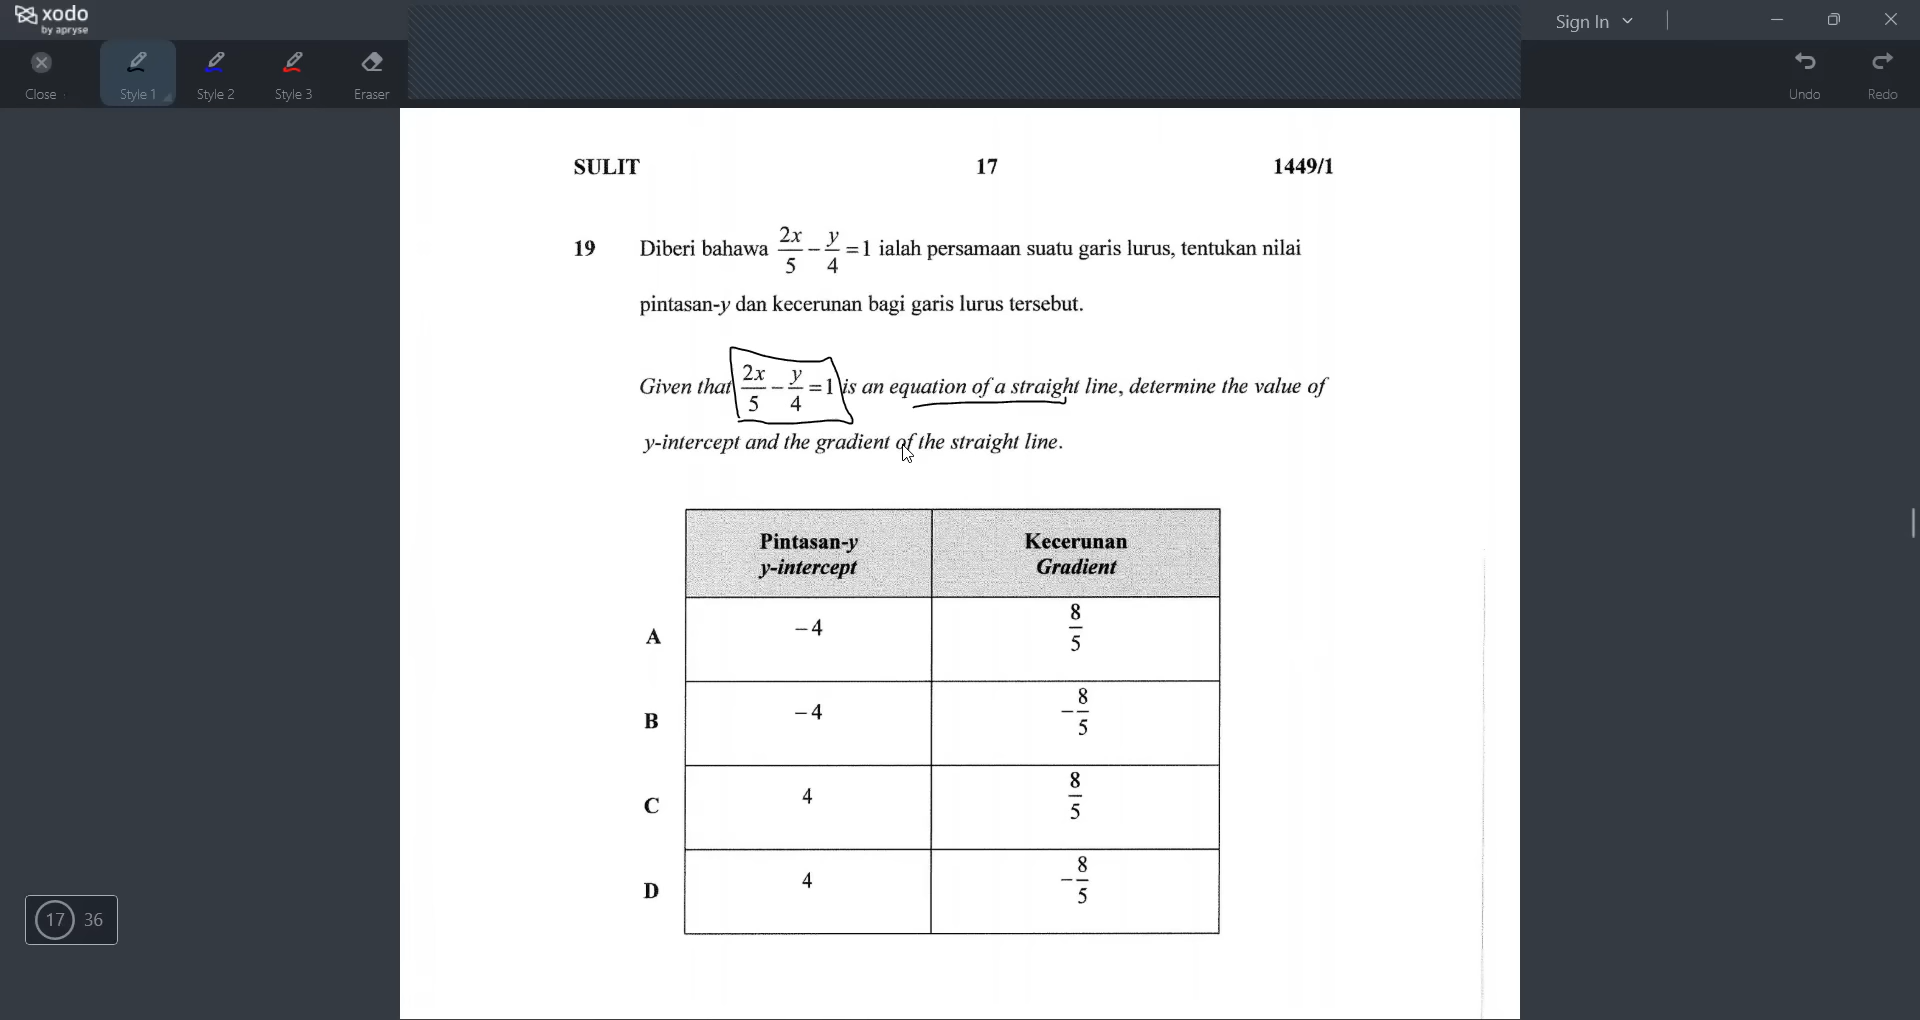 xodo
by apryse
Sign In
Close
Style 1
Style 2
Style 3
Eraser
Undo
Redo
SULIT 17 1449/1
19 Diberi bahawa 2x/5 − y/4 = 1 ialah persamaan suatu garis lurus, tentukan nilai
pintasan-y dan kecerunan bagi garis lurus tersebut.
Given that 2x/5 − y/4 = 1 is an equation of a straight line, determine the value of
y-intercept and the gradient of the straight line.
Pintasan-y Kecerunan
y-intercept Gradient
A −4 8/5
B −4 −8/5
C 4 8/5
D 4 −8/5
17 36